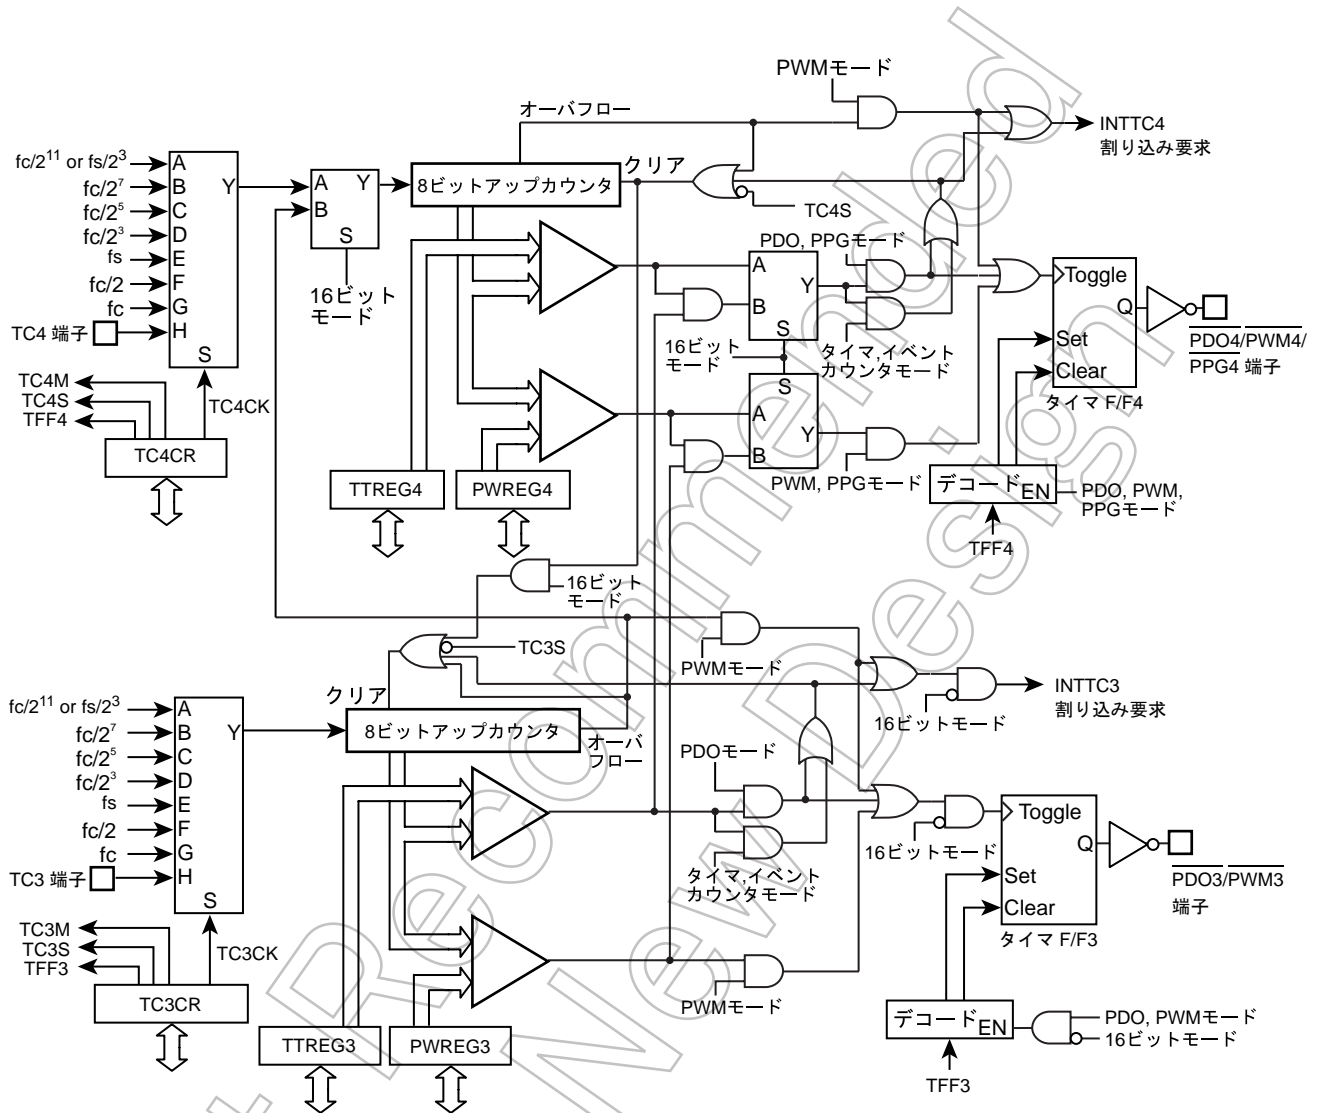 PWMモード
オーバフロー
INTTC4
割り込み要求
クリア
fc/2¹¹ or fs/2³
fc/2⁷
fc/2⁵
fc/2³
fs
fc/2
fc
TC4 端子
A
B
C
D
E
F
G
H
Y
S
A
B
Y
S
16ビット
モード
8ビットアップカウンタ
TC4S
PDO, PPGモード
A
B
Y
S
16ビット
モード
タイマ,イベント
カウンタモード
S
A
B
Y
PWM, PPGモード
Toggle
Q
Set
Clear
タイマ F/F4
PDO4/PWM4/
PPG4 端子
デコード EN
PDO, PWM,
PPGモード
TFF4
TC4M
TC4S
TFF4
TC4CK
TC4CR
TTREG4
PWREG4
16ビット
モード
TC3S
PWMモード
INTTC3
割り込み要求
16ビットモード
クリア
fc/2¹¹ or fs/2³
fc/2⁷
fc/2⁵
fc/2³
fs
fc/2
fc
TC3 端子
A
B
C
D
E
F
G
H
Y
S
8ビットアップカウンタ
オーバ
フロー
PDOモード
タイマ,イベント
カウンタモード
16ビットモード
Toggle
Q
Set
Clear
タイマ F/F3
PDO3/PWM3
端子
TC3M
TC3S
TFF3
TC3CK
TC3CR
TTREG3
PWREG3
PWMモード
デコード EN
PDO, PWMモード
16ビットモード
TFF3
Recommended
New Design